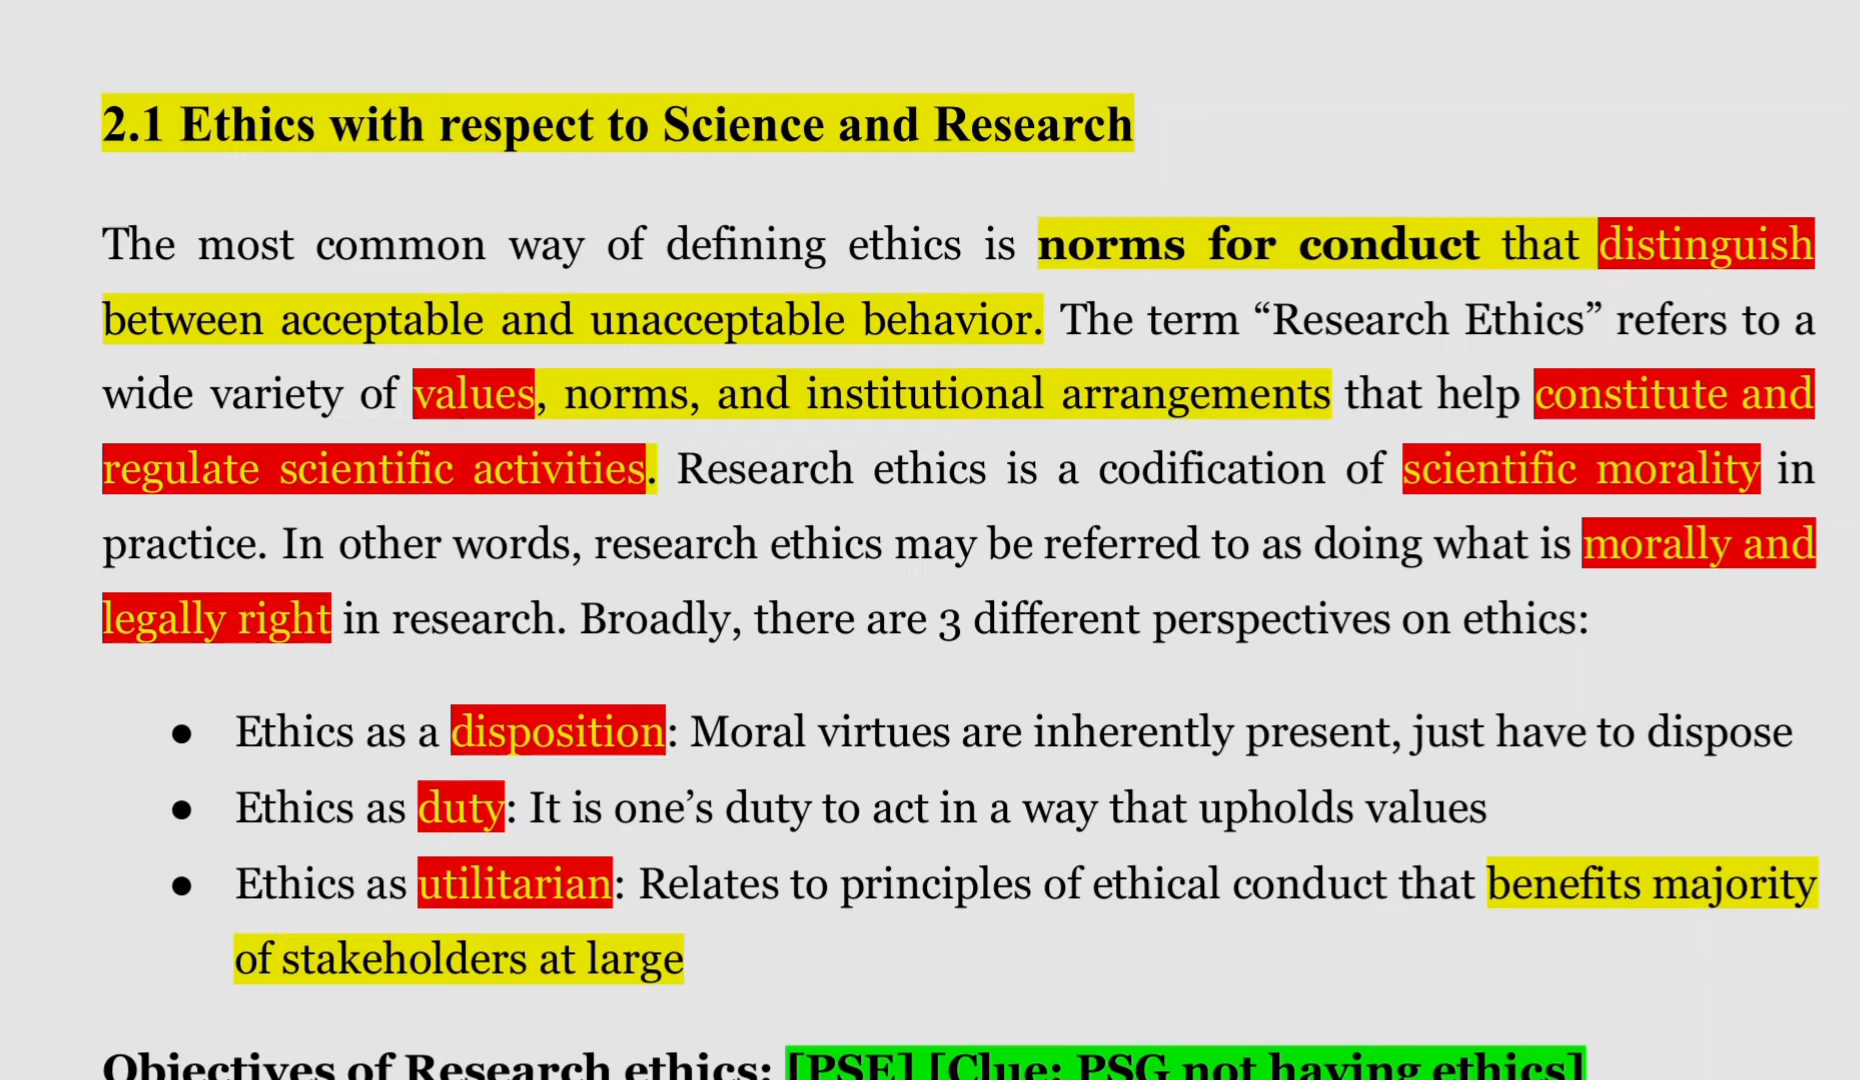 2.1 Ethics with respect to Science and Research
The most common way of defining ethics is norms for conduct that distinguish
between acceptable and unacceptable behavior. The term “Research Ethics” refers to a
wide variety of values, norms, and institutional arrangements that help constitute and
regulate scientific activities. Research ethics is a codification of scientific morality in
practice. In other words, research ethics may be referred to as doing what is morally and
legally right in research. Broadly, there are 3 different perspectives on ethics:
● Ethics as a disposition: Moral virtues are inherently present, just have to dispose
● Ethics as duty: It is one’s duty to act in a way that upholds values
● Ethics as utilitarian: Relates to principles of ethical conduct that benefits majority
of stakeholders at large
Objectives of Research ethics: [PSE] [Clue: PSG not having ethics]